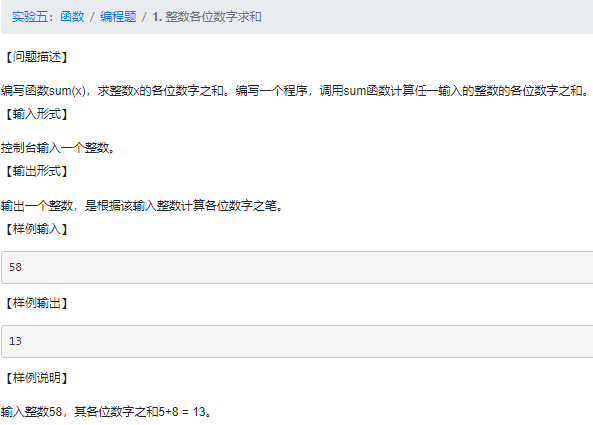 实验五：函数 / 编程题 / 1. 整数各位数字求和
【问题描述】
编写函数sum(x)，求整数x的各位数字之和。编写一个程序，调用sum函数计算任一输入的整数的各位数字之和。
【输入形式】
控制台输入一个整数。
【输出形式】
输出一个整数，是根据该输入整数计算各位数字之笔。
【样例输入】
58
【样例输出】
13
【样例说明】
输入整数58，其各位数字之和5+8 = 13。